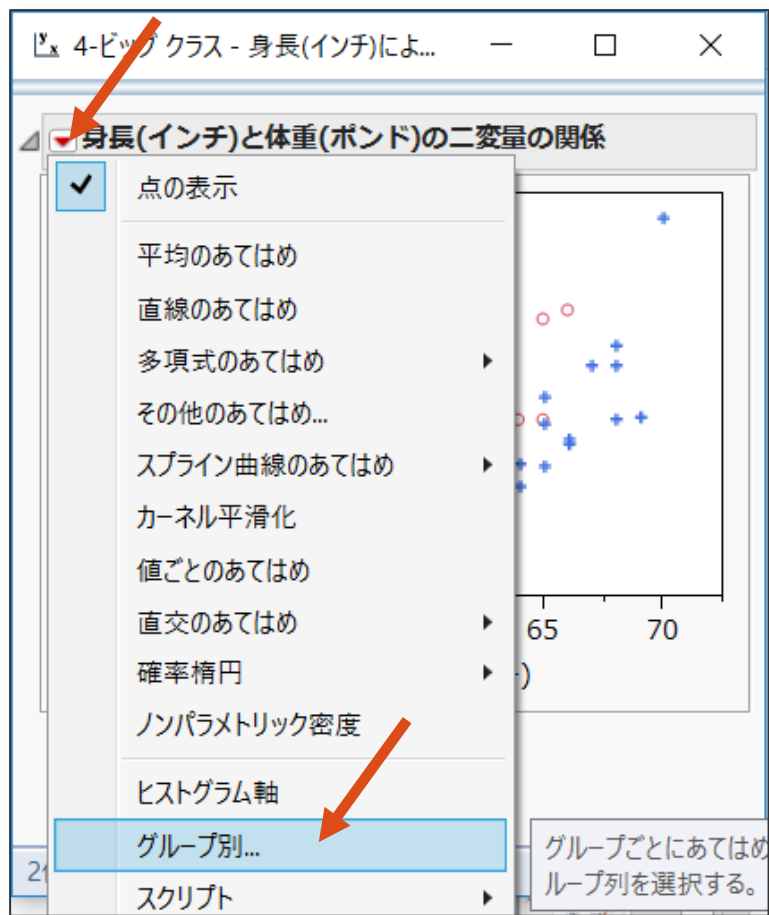 4-ビッグ クラス - 身長(インチ)によ...
身長(インチ)と体重(ポンド)の二変量の関係
点の表示
平均のあてはめ
直線のあてはめ
多項式のあてはめ
その他のあてはめ...
スプライン曲線のあてはめ
カーネル平滑化
値ごとのあてはめ
直交のあてはめ
確率楕円
ノンパラメトリック密度
ヒストグラム軸
グループ別...
スクリプト
65 70
グループごとにあてはめ
ループ列を選択する。